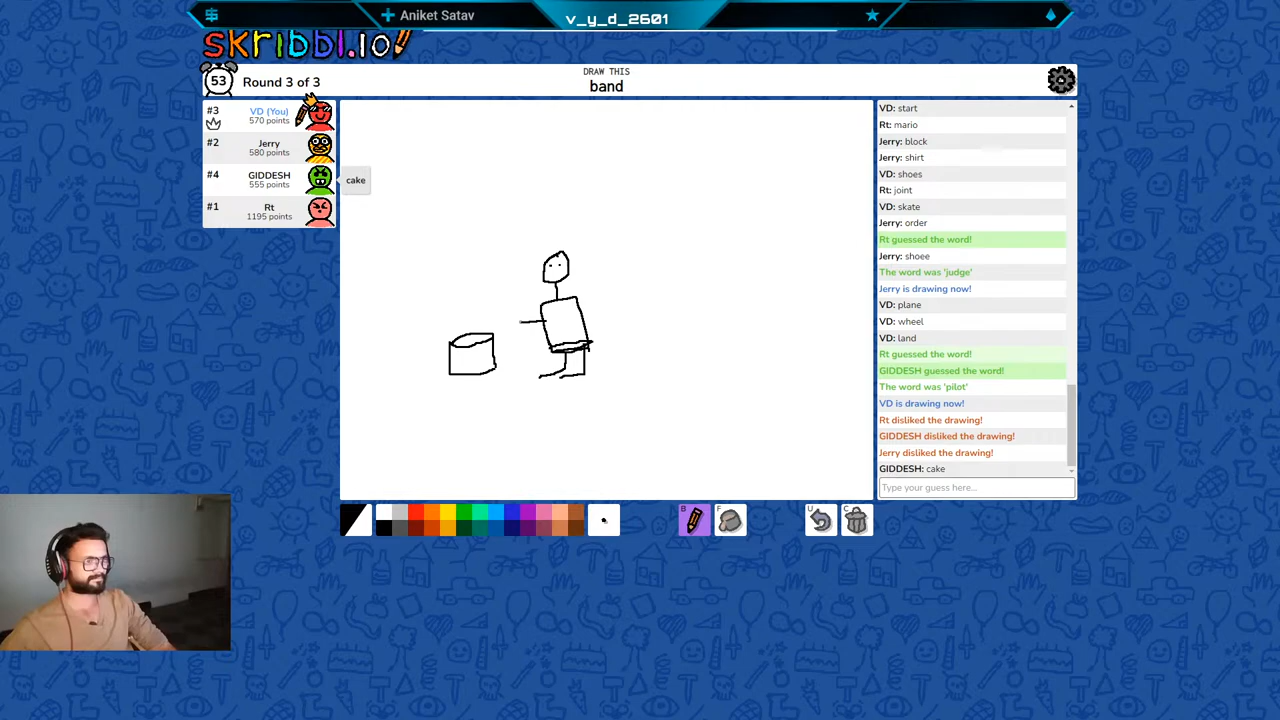 Aniket Satav
v_y_d_2601
skribbl.io
53
Round 3 of 3
DRAW THIS
band
#3
VD (You)
570 points
#2
Jerry
580 points
#4
GIDDESH
555 points
cake
#1
Rt
1195 points
VD: start
Rt: mario
Jerry: block
Jerry: shirt
VD: shoes
Rt: joint
VD: skate
Jerry: order
Rt guessed the word!
Jerry: shoee
The word was 'judge'
Jerry is drawing now!
VD: plane
VD: wheel
VD: land
Rt guessed the word!
GIDDESH guessed the word!
The word was 'pilot'
VD is drawing now!
Rt disliked the drawing!
GIDDESH disliked the drawing!
Jerry disliked the drawing!
GIDDESH: cake
Type your guess here...
B
F
U
C